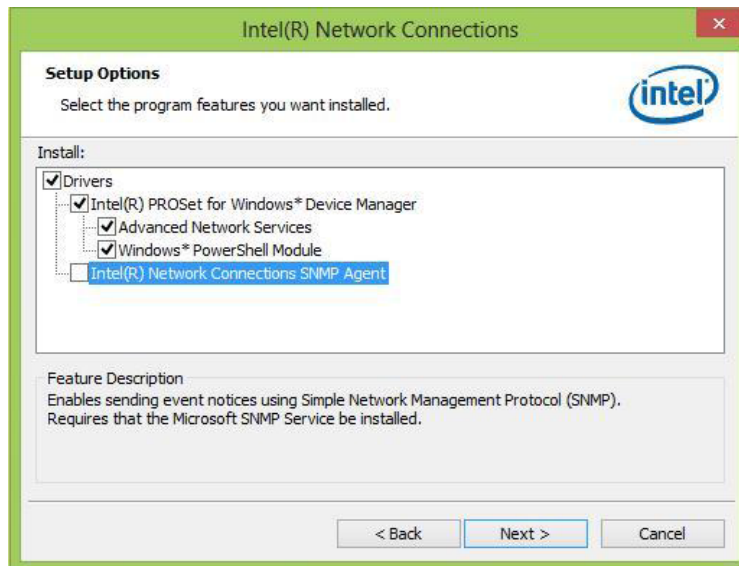 Intel(R) Network Connections
Setup Options
Select the program features you want installed.
intel
Install:
Drivers
Intel(R) PROSet for Windows* Device Manager
Advanced Network Services
Windows* PowerShell Module
Intel(R) Network Connections SNMP Agent
Feature Description
Enables sending event notices using Simple Network Management Protocol (SNMP).
Requires that the Microsoft SNMP Service be installed.
< Back
Next >
Cancel